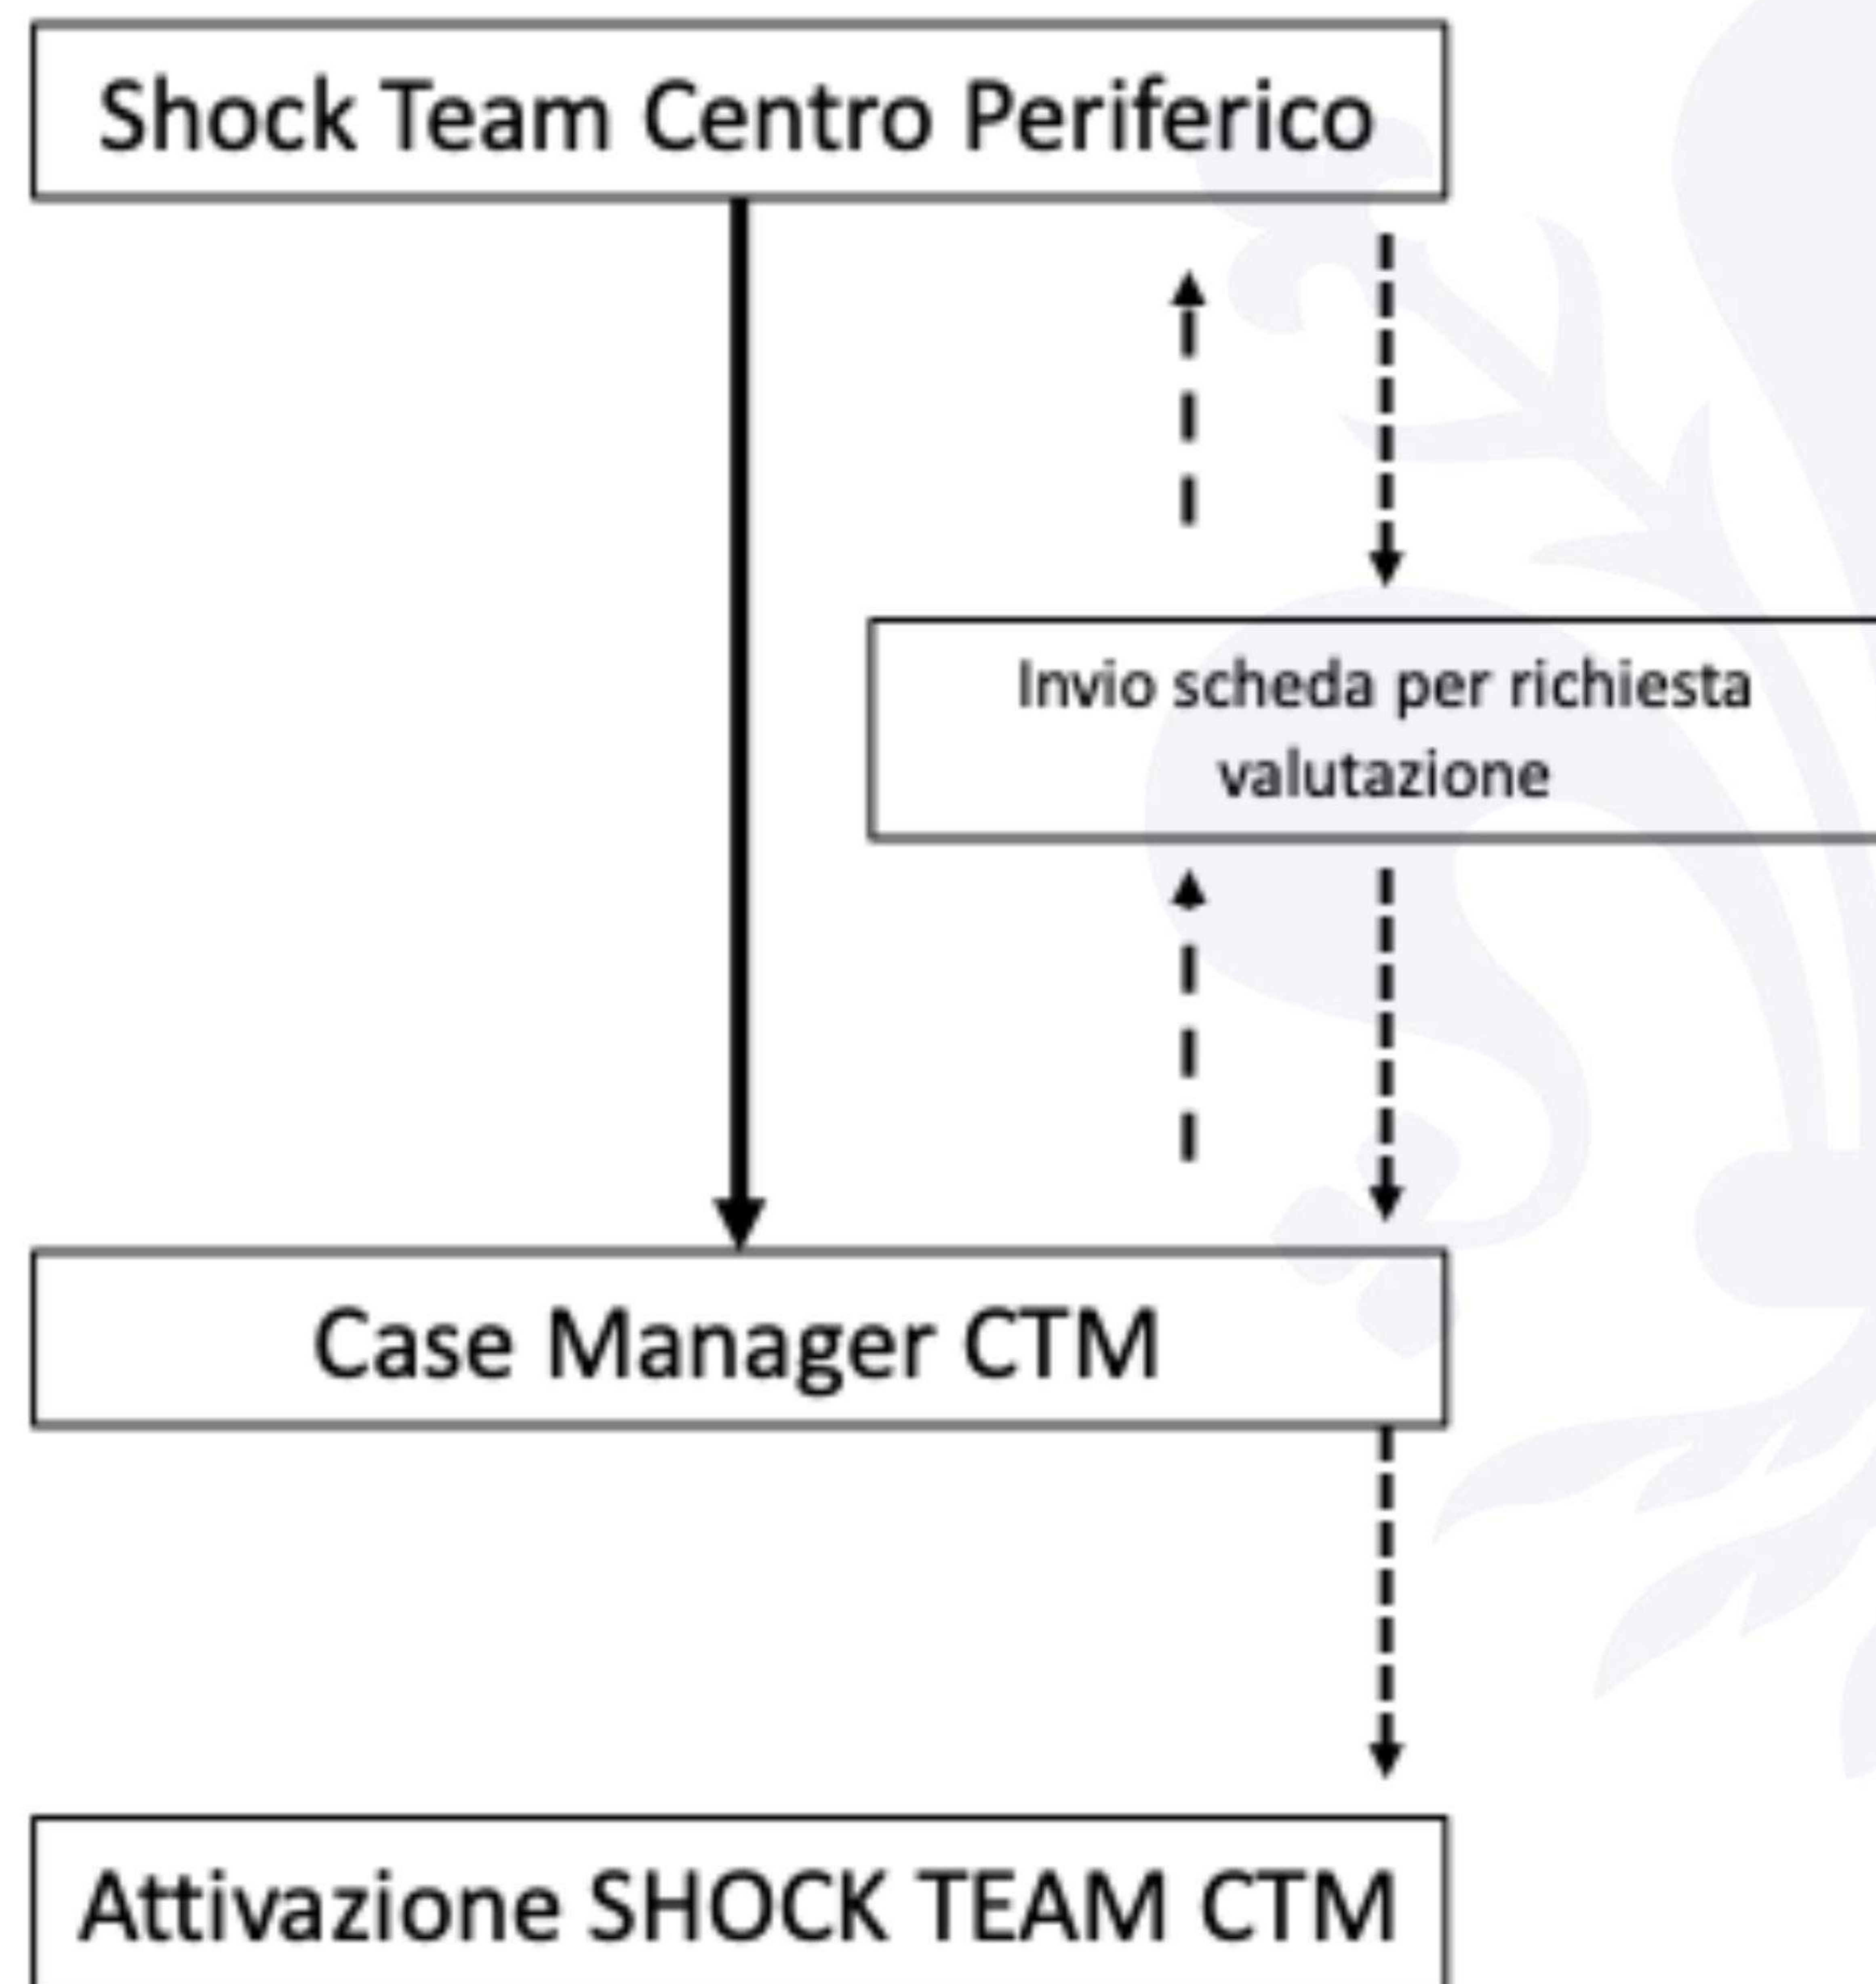 Shock Team Centro Periferico
Invio scheda per richiesta
valutazione
Case Manager CTM
Attivazione SHOCK TEAM CTM